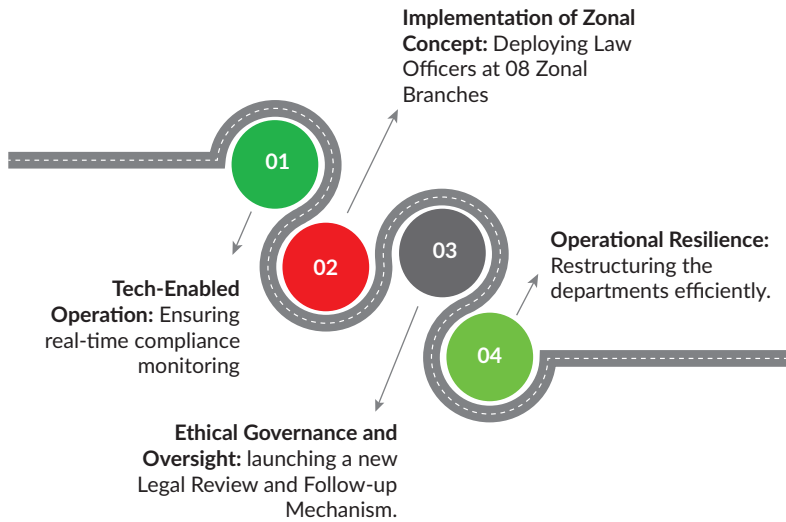 Implementation of Zonal
Concept: Deploying Law
Officers at 08 Zonal
Branches
01
02
03
04
Tech-Enabled
Operation: Ensuring
real-time compliance
monitoring
Operational Resilience:
Restructuring the
departments efficiently.
Ethical Governance and
Oversight: launching a new
Legal Review and Follow-up
Mechanism.